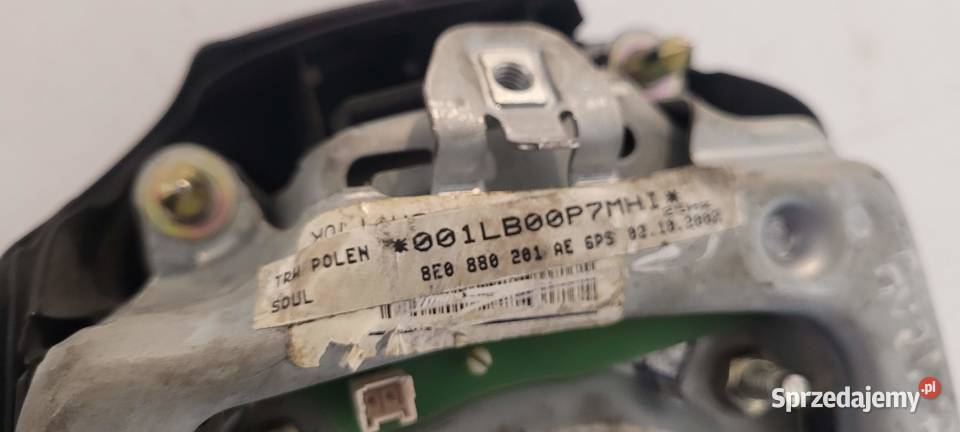 *001LB00P7MHI*
TRW POLEN 8E0 880 201 AE 6PS 02.10.2002
SOUL
Sprzedajemy.pl